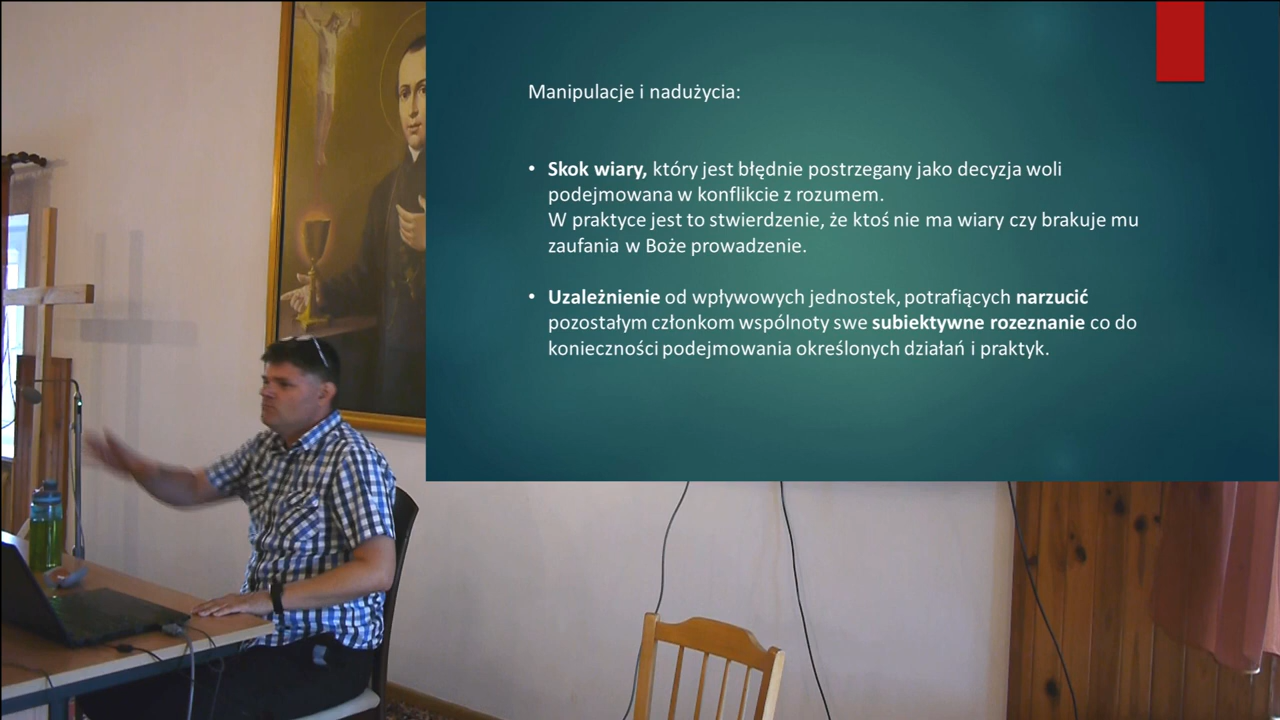 Manipulacje i nadużycia:
• Skok wiary, który jest błędnie postrzegany jako decyzja woli
podejmowana w konflikcie z rozumem.
W praktyce jest to stwierdzenie, że ktoś nie ma wiary czy brakuje mu
zaufania w Boże prowadzenie.
• Uzależnienie od wpływowych jednostek, potrafiących narzucić
pozostałym członkom wspólnoty swe subiektywne rozeznanie co do
konieczności podejmowania określonych działań i praktyk.